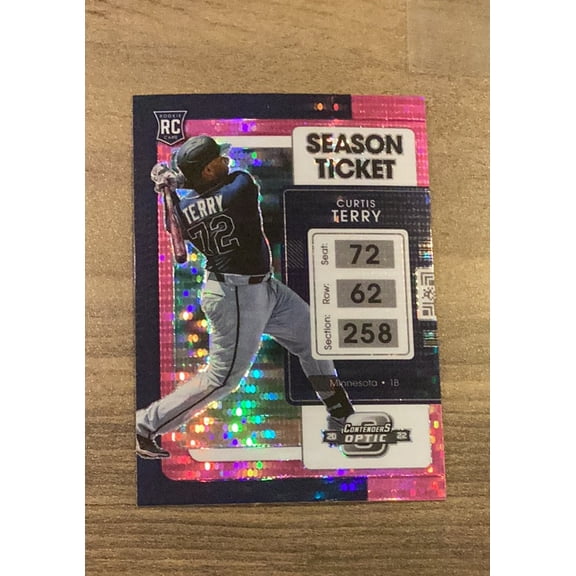 ROOKIE
RC
CARD
SEASON
TICKET
CURTIS
TERRY
TERRY
72
Seat: 72
Row: 62
Section: 258
Minnesota • 1B
CONTENDERS
20 OPTIC 22